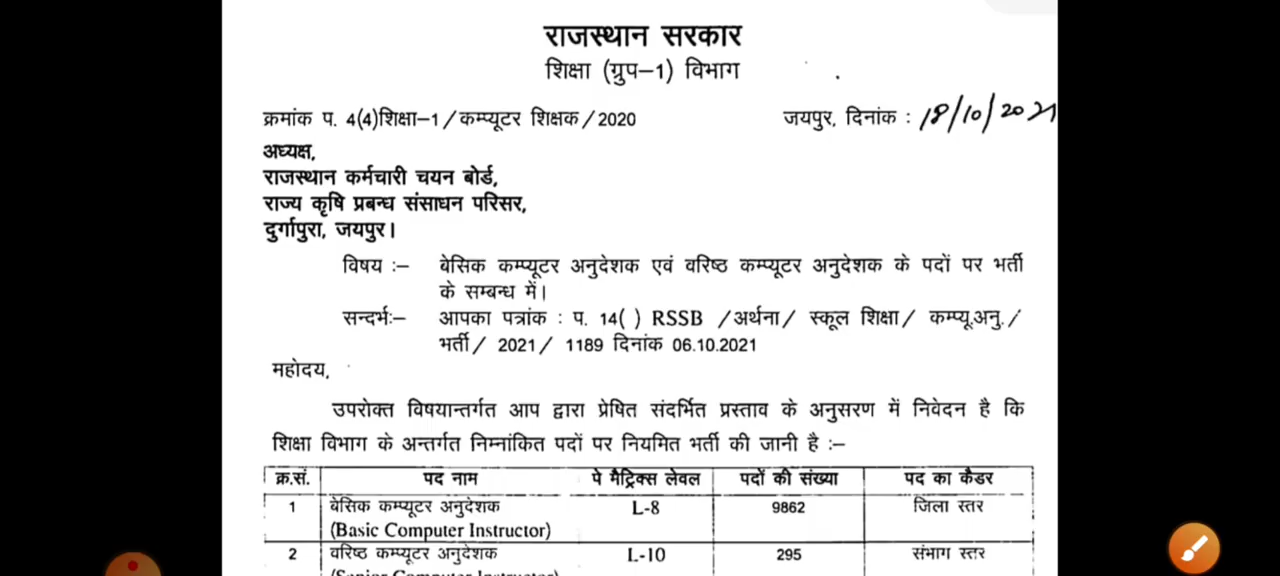 राजस्थान सरकार
शिक्षा (ग्रुप–1) विभाग
क्रमांक प. 4(4)शिक्षा–1/कम्प्यूटर शिक्षक/2020 जयपुर, दिनांक : 18/10/2021
अध्यक्ष,
राजस्थान कर्मचारी चयन बोर्ड,
राज्य कृषि प्रबन्ध संसाधन परिसर,
दुर्गापुरा, जयपुर।
विषय :– बेसिक कम्प्यूटर अनुदेशक एवं वरिष्ठ कम्प्यूटर अनुदेशक के पदों पर भर्ती
के सम्बन्ध में।
सन्दर्भः– आपका पत्रांक : प. 14( ) RSSB /अर्थना/ स्कूल शिक्षा/ कम्प्यू.अनु./
भर्ती/ 2021/ 1189 दिनांक 06.10.2021
महोदय,
उपरोक्त विषयान्तर्गत आप द्वारा प्रेषित संदर्भित प्रस्ताव के अनुसरण में निवेदन है कि
शिक्षा विभाग के अन्तर्गत निम्नांकित पदों पर नियमित भर्ती की जानी है :–
क्र.सं. पद नाम पे मैट्रिक्स लेवल पदों की संख्या पद का कैडर
1 बेसिक कम्प्यूटर अनुदेशक L-8 9862 जिला स्तर
(Basic Computer Instructor)
2 वरिष्ठ कम्प्यूटर अनुदेशक L-10 295 संभाग स्तर
(Senior Computer Instructor)